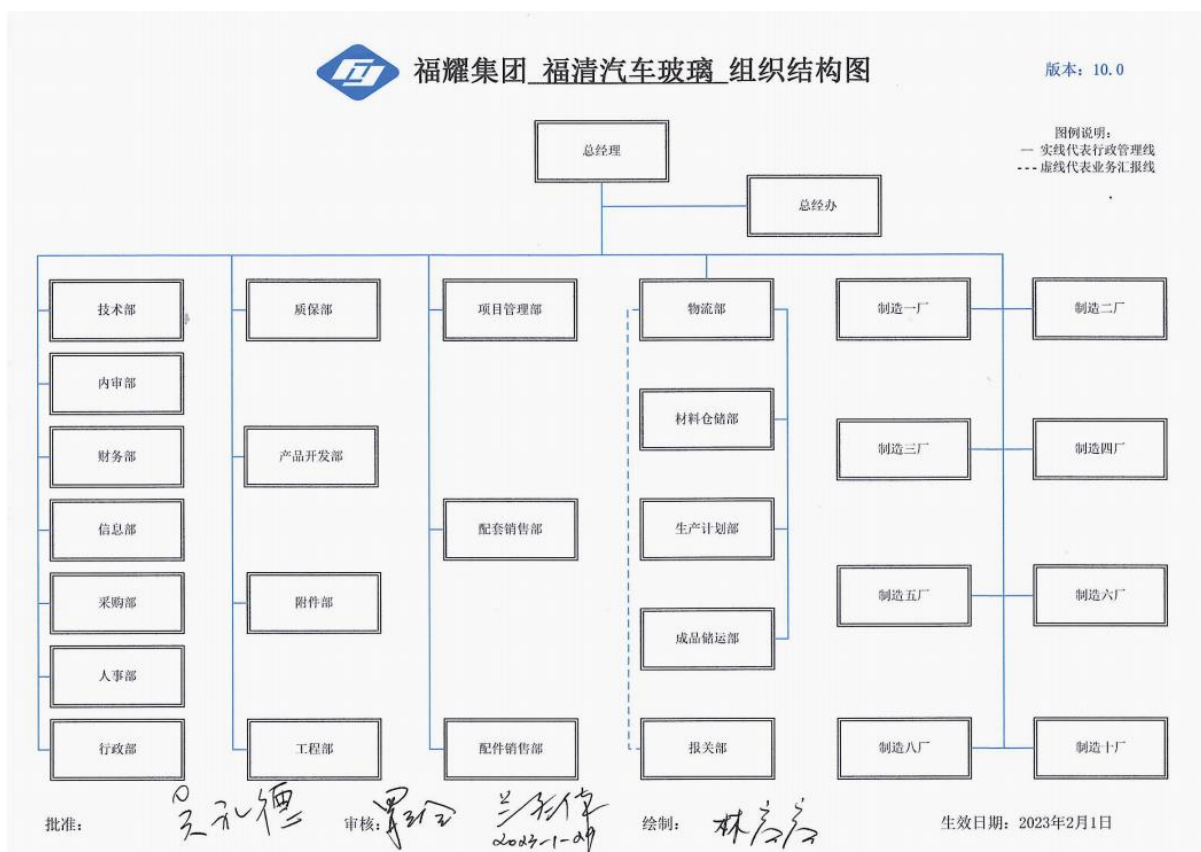 福耀集团 福清汽车玻璃 组织结构图
版本：10.0
图例说明：
— 实线代表行政管理线
--- 虚线代表业务汇报线
总经理
总经办
技术部
质保部
项目管理部
物流部
制造一厂
制造二厂
内审部
材料仓储部
财务部
产品开发部
制造三厂
制造四厂
信息部
配套销售部
生产计划部
采购部
附件部
制造五厂
制造六厂
成品储运部
人事部
行政部
工程部
配件销售部
报关部
制造八厂
制造十厂
批准：
吴礼德
审核：
2023-1-29
绘制：
生效日期：2023年2月1日